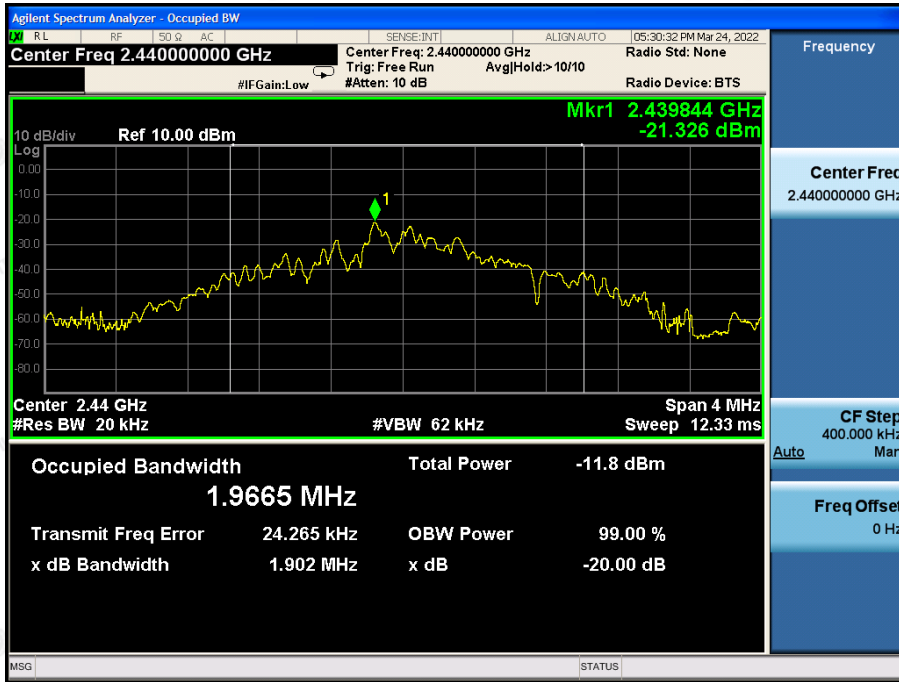 Agilent Spectrum Analyzer - Occupied BW
LXI RL RF 50 Ω AC SENSE:INT ALIGN AUTO 05:30:32 PM Mar 24, 2022
Center Freq 2.440000000 GHz Center Freq: 2.440000000 GHz Radio Std: None
Trig: Free Run Avg|Hold:>10/10
#IFGain:Low #Atten: 10 dB Radio Device: BTS
Frequency
Mkr1 2.439844 GHz
-21.326 dBm
10 dB/div Ref 10.00 dBm
Log
0.00
-10.0
-20.0
-30.0
-40.0
-50.0
-60.0
-70.0
-80.0
1
Center 2.44 GHz Span 4 MHz
#Res BW 20 kHz #VBW 62 kHz Sweep 12.33 ms
Center Freq
2.440000000 GHz
CF Step
400.000 kHz
Auto Man
Freq Offset
0 Hz
Occupied Bandwidth Total Power -11.8 dBm
1.9665 MHz
Transmit Freq Error 24.265 kHz OBW Power 99.00 %
x dB Bandwidth 1.902 MHz x dB -20.00 dB
MSG STATUS